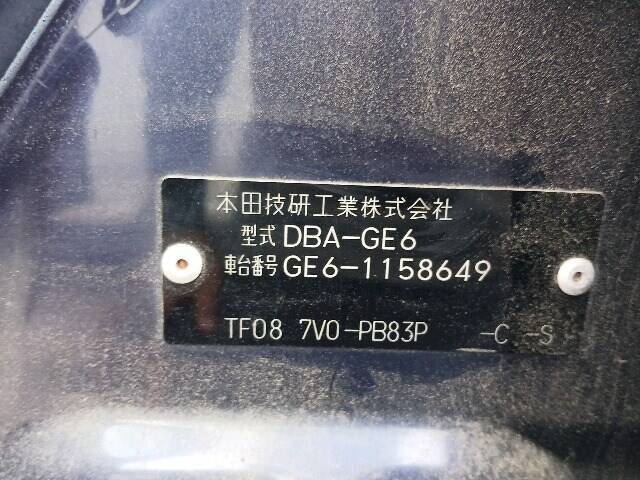 本田技研工業株式会社
型式 DBA-GE6
車台番号 GE6-1158649
TF08 7V0-PB83P -C -S